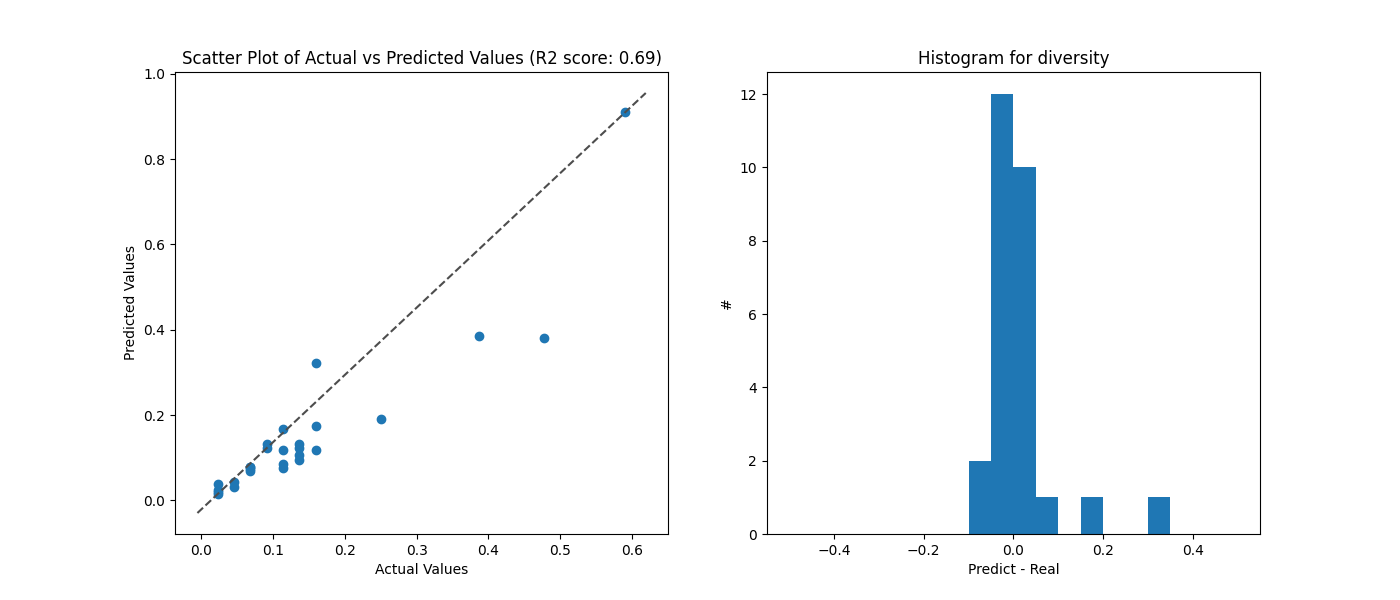 Scatter Plot of Actual vs Predicted Values (R2 score: 0.69)
1.0
0.8
0.6
0.4
0.2
0.0
Predicted Values
0.0 0.1 0.2 0.3 0.4 0.5 0.6
Actual Values
Histogram for diversity
12
10
8
6
4
2
0
#
−0.4 −0.2 0.0 0.2 0.4
Predict - Real